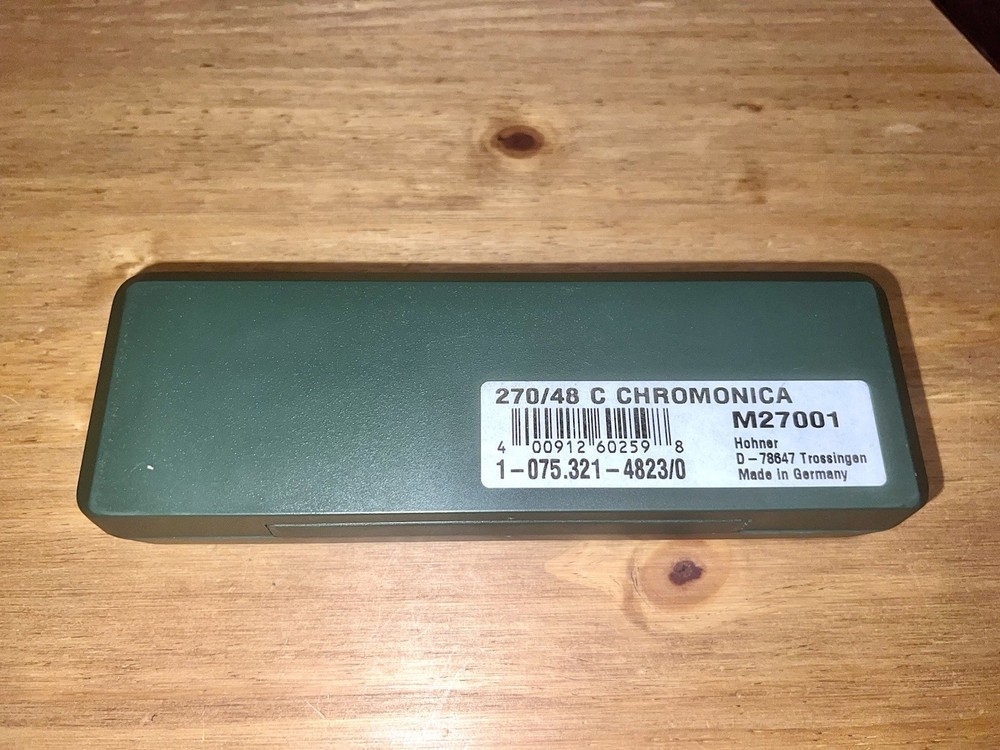 270/48 C CHROMONICA
M27001
4 00912 60259 8
Hohner
D-78647 Trossingen
1-075.321-4823/0
Made in Germany